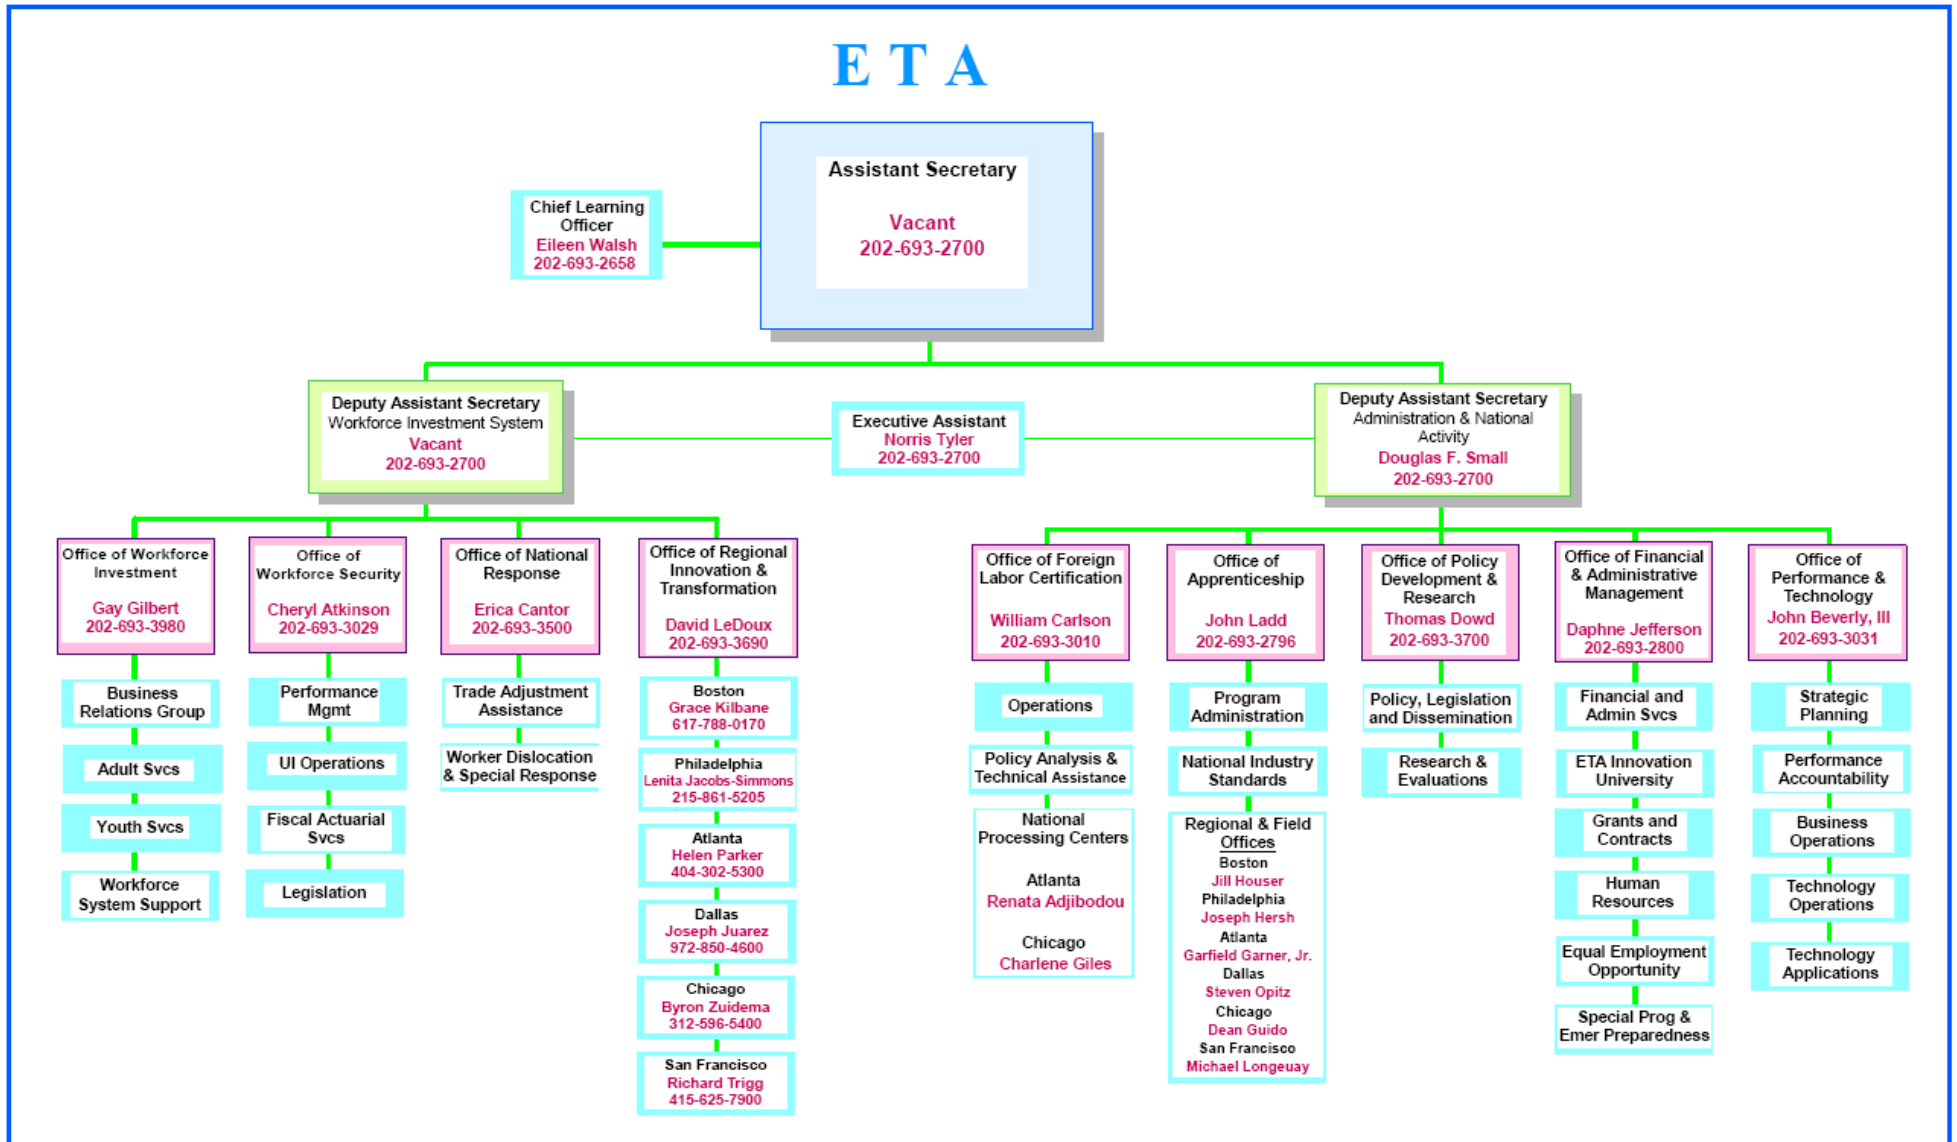 E T A
Assistant Secretary
Vacant
202-693-2700
Chief Learning
Officer
Eileen Walsh
202-693-2658
Deputy Assistant Secretary
Workforce Investment System
Vacant
202-693-2700
Executive Assistant
Norris Tyler
202-693-2700
Deputy Assistant Secretary
Administration & National
Activity
Douglas F. Small
202-693-2700
Office of Workforce
Investment
Gay Gilbert
202-693-3980
Business
Relations Group
Adult Svcs
Youth Svcs
Workforce
System Support
Office of
Workforce Security
Cheryl Atkinson
202-693-3029
Performance
Mgmt
UI Operations
Fiscal Actuarial
Svcs
Legislation
Office of National
Response
Erica Cantor
202-693-3500
Trade Adjustment
Assistance
Worker Dislocation
& Special Response
Office of Regional
Innovation &
Transformation
David LeDoux
202-693-3690
Boston
Grace Kilbane
617-788-0170
Philadelphia
Lenita Jacobs-Simmons
215-861-5205
Atlanta
Helen Parker
404-302-5300
Dallas
Joseph Juarez
972-850-4600
Chicago
Byron Zuidema
312-596-5400
San Francisco
Richard Trigg
415-625-7900
Office of Foreign
Labor Certification
William Carlson
202-693-3010
Operations
Policy Analysis &
Technical Assistance
National
Processing Centers
Atlanta
Renata Adjibodou
Chicago
Charlene Giles
Office of
Apprenticeship
John Ladd
202-693-2796
Program
Administration
National Industry
Standards
Regional & Field
Offices
Boston
Jill Houser
Philadelphia
Joseph Hersh
Atlanta
Garfield Garner, Jr.
Dallas
Steven Opitz
Chicago
Dean Guido
San Francisco
Michael Longeuay
Office of Policy
Development &
Research
Thomas Dowd
202-693-3700
Policy, Legislation
and Dissemination
Research &
Evaluations
Office of Financial
& Administrative
Management
Daphne Jefferson
202-693-2800
Financial and
Admin Svcs
ETA Innovation
University
Grants and
Contracts
Human
Resources
Equal Employment
Opportunity
Special Prog &
Emer Preparedness
Office of
Performance &
Technology
John Beverly, III
202-693-3031
Strategic
Planning
Performance
Accountability
Business
Operations
Technology
Operations
Technology
Applications